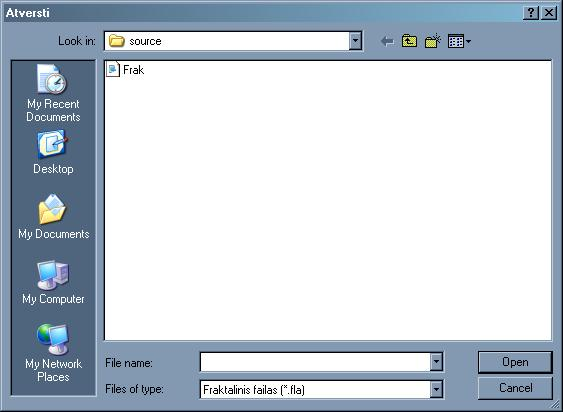 Atversti
Look in:
source
Frak
My Recent
Documents
Desktop
My Documents
My Computer
My Network
Places
File name:
Open
Files of type:
Fraktalinis failas (*.fla)
Cancel